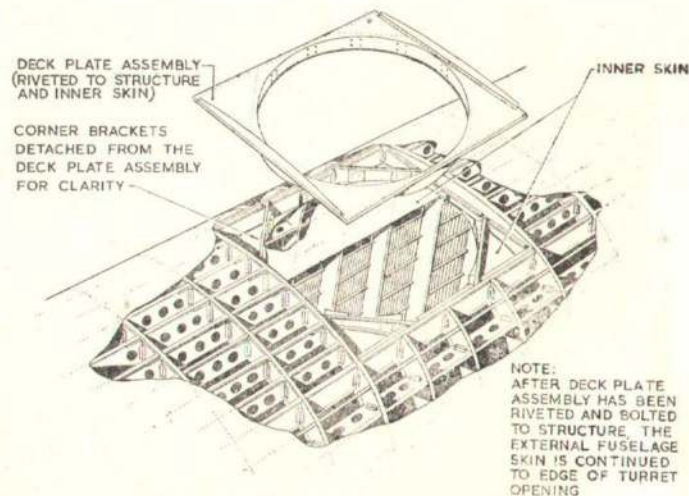 DECK PLATE ASSEMBLY
(RIVETED TO STRUCTURE
AND INNER SKIN)
CORNER BRACKETS
DETACHED FROM THE
DECK PLATE ASSEMBLY
FOR CLARITY
INNER SKIN
NOTE:
AFTER DECK PLATE
ASSEMBLY HAS BEEN
RIVETED AND BOLTED
TO STRUCTURE, THE
EXTERNAL FUSELAGE
SKIN IS CONTINUED
TO EDGE OF TURRET
OPENING